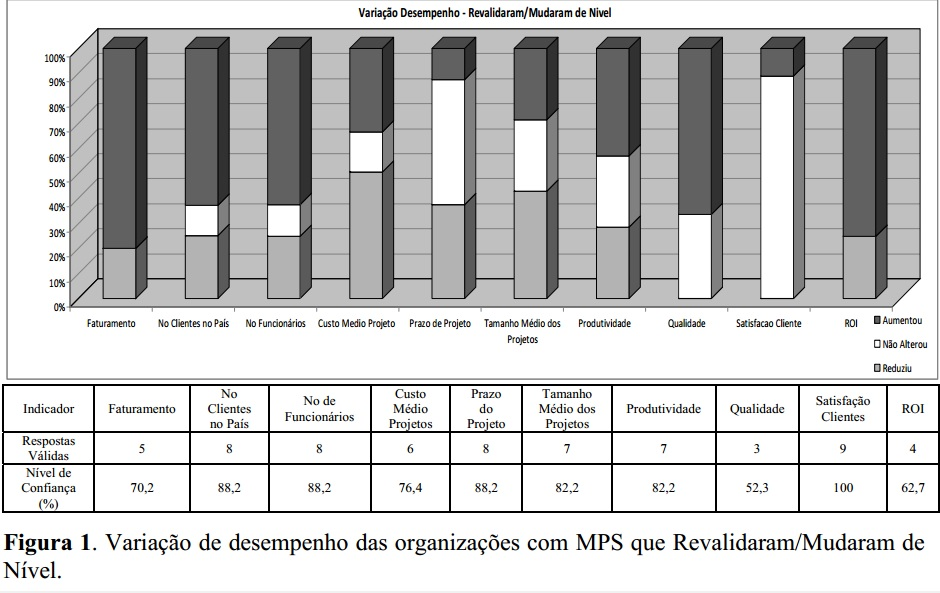 Variação Desempenho - Revalidaram/Mudaram de Nível
100%
90%
80%
70%
60%
50%
40%
30%
20%
10%
0%
Faturamento
No Clientes no País
No Funcionários
Custo Medio Projeto
Prazo de Projeto
Tamanho Médio dos
Projetos
Produtividade
Qualidade
Satisfacao Cliente
ROI
Aumentou
Não Alterou
Reduziu
Indicador
Faturamento
No
Clientes
no País
No de
Funcionários
Custo
Médio
Projetos
Prazo
do
Projeto
Tamanho
Médio dos
Projetos
Produtividade
Qualidade
Satisfação
Clientes
ROI
Respostas
Válidas
5 8 8 6 8 7 7 3 9 4
Nível de
Confiança
(%)
70,2 88,2 88,2 76,4 88,2 82,2 82,2 52,3 100 62,7
Figura 1. Variação de desempenho das organizações com MPS que Revalidaram/Mudaram de
Nível.